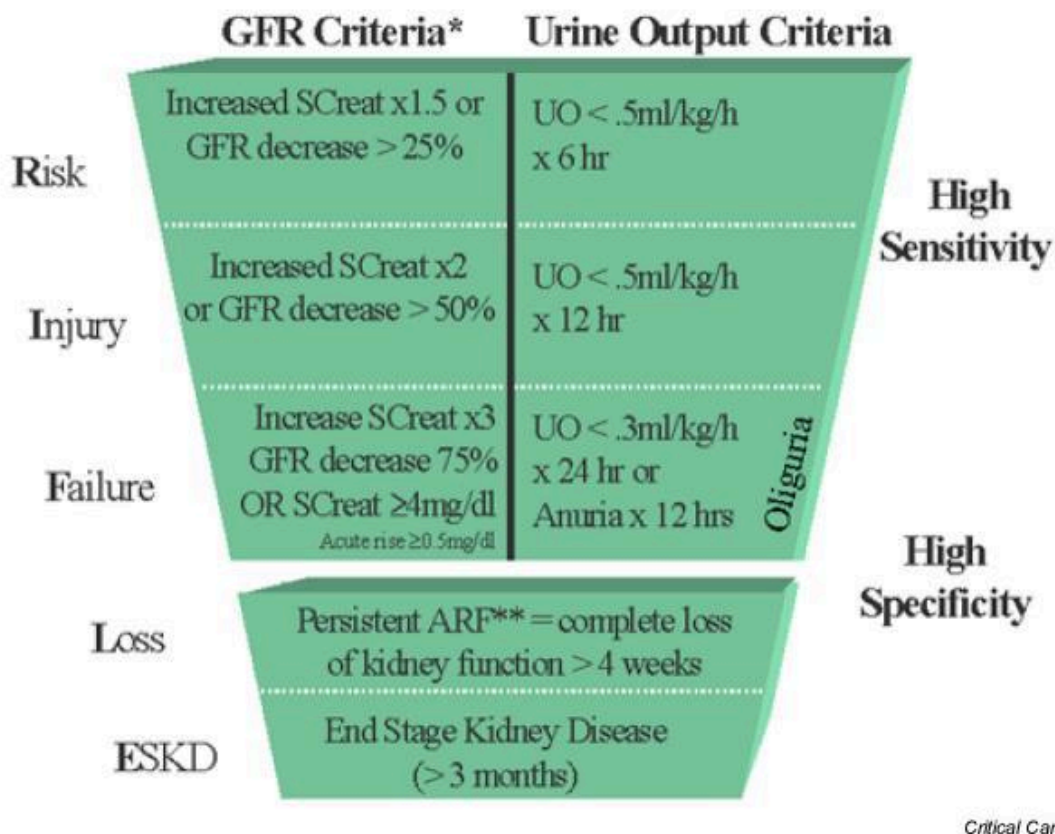 GFR Criteria*
Urine Output Criteria
Risk
Increased SCreat x1.5 or
GFR decrease > 25%
UO < .5ml/kg/h
x 6 hr
High
Sensitivity
Injury
Increased SCreat x2
or GFR decrease > 50%
UO < .5ml/kg/h
x 12 hr
Failure
Increase SCreat x3
GFR decrease 75%
OR SCreat ≥4mg/dl
Acute rise ≥0.5mg/dl
UO < .3ml/kg/h
x 24 hr or
Anuria x 12 hrs
Oliguria
High
Specificity
Loss
Persistent ARF** = complete loss
of kidney function > 4 weeks
ESKD
End Stage Kidney Disease
(> 3 months)
Critical Car